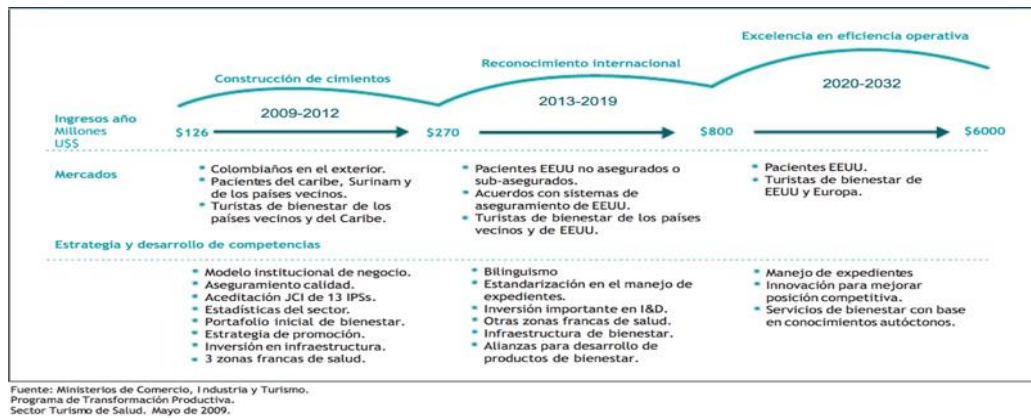 Excelencia en eficiencia operativa
Reconocimiento internacional
Construcción de cimientos
2020-2032
2013-2019
2009-2012
Ingresos año
Millones
US$
$126
$270
$800
$6000
Mercados
Colombiaños en el exterior.
Pacientes del caribe, Surinam y
de los países vecinos.
Turistas de bienestar de los
países vecinos y del Caribe.
Pacientes EEUU no asegurados o
sub-asegurados.
Acuerdos con sistemas de
aseguramiento de EEUU.
Turistas de bienestar de los países
vecinos y de EEUU.
Pacientes EEUU.
Turistas de bienestar de
EEUU y Europa.
Estrategia y desarrollo de competencias
Modelo institucional de negocio.
Aseguramiento calidad.
Aceditación JCI de 13 IPSs.
Estadísticas del sector.
Portafolio inicial de bienestar.
Estrategia de promoción.
Inversión en infraestructura.
3 zonas francas de salud.
Bilinguismo
Estandarización en el manejo de
expedientes.
Inversión importante en I&D.
Otras zonas francas de salud.
Infraestructura de bienestar.
Alianzas para desarrollo de
productos de bienestar.
Manejo de expedientes
Innovación para mejorar
posición competitiva.
Servicios de bienestar con base
en conocimientos autóctonos.
Fuente: Ministerios de Comercio, Industria y Turismo.
Programa de Transformación Productiva.
Sector Turismo de Salud. Mayo de 2009.